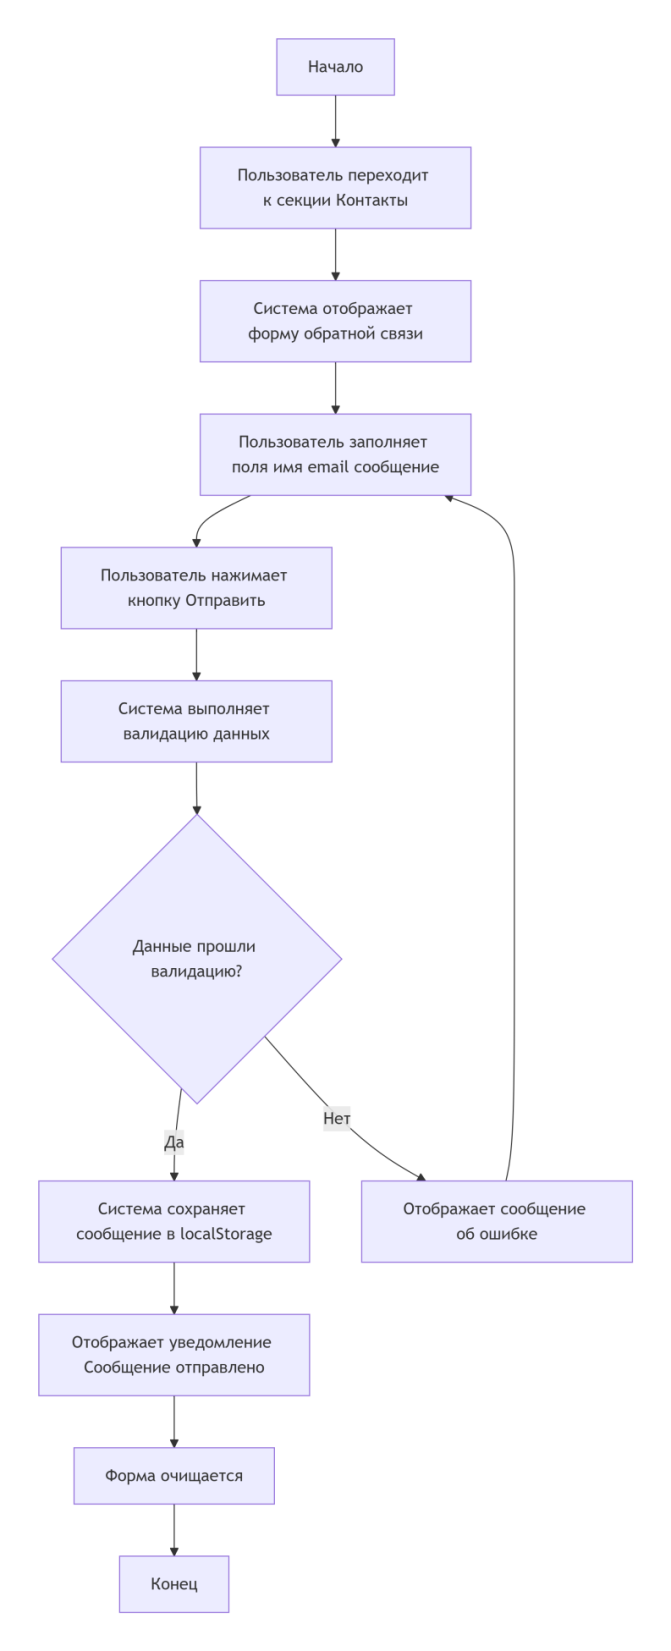 Начало
Пользователь переходит
к секции Контакты
Система отображает
форму обратной связи
Пользователь заполняет
поля имя email сообщение
Пользователь нажимает
кнопку Отправить
Система выполняет
валидацию данных
Данные прошли
валидацию?
Нет
Да
Система сохраняет
сообщение в localStorage
Отображает сообщение
об ошибке
Отображает уведомление
Сообщение отправлено
Форма очищается
Конец